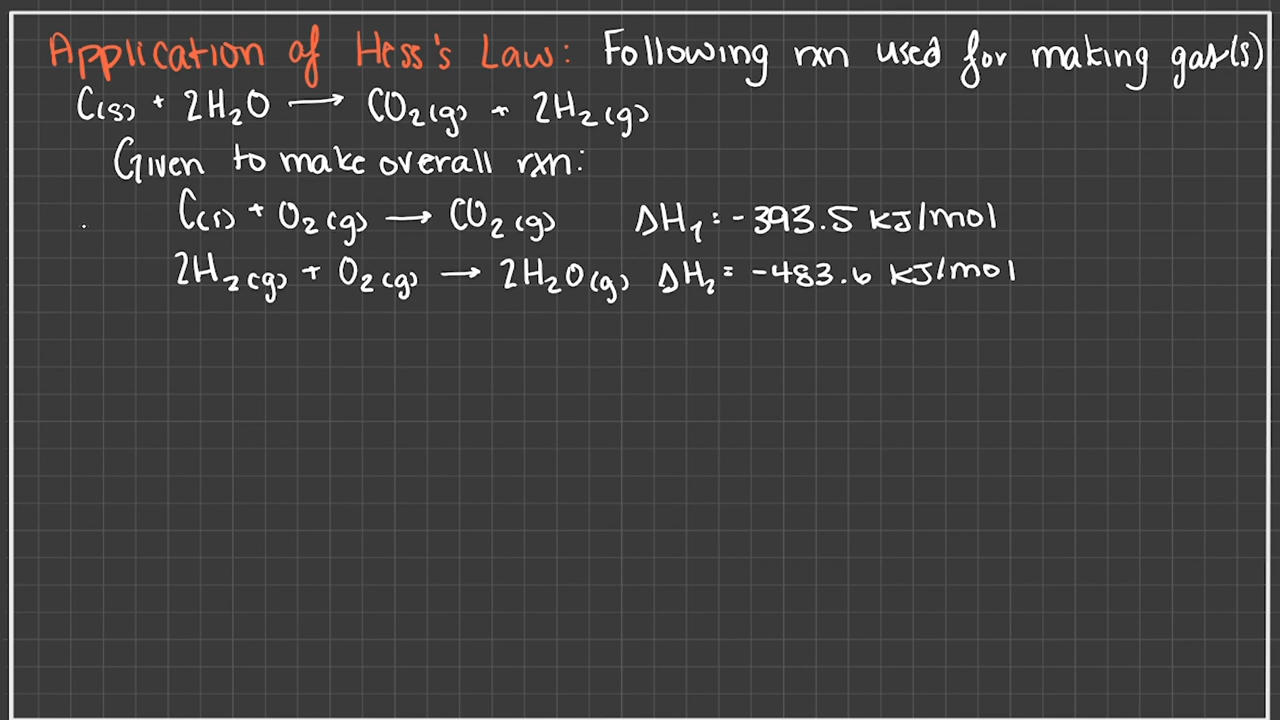 Application of Hess's Law: Following rxn used for making gas(s)
C(s) + 2H₂O → CO₂(g) + 2H₂(g)
Given to make overall rxn:
C(s) + O₂(g) → CO₂(g) ΔH₁ = -393.5 kJ/mol
2H₂(g) + O₂(g) → 2H₂O(g) ΔH₂ = -483.6 kJ/mol